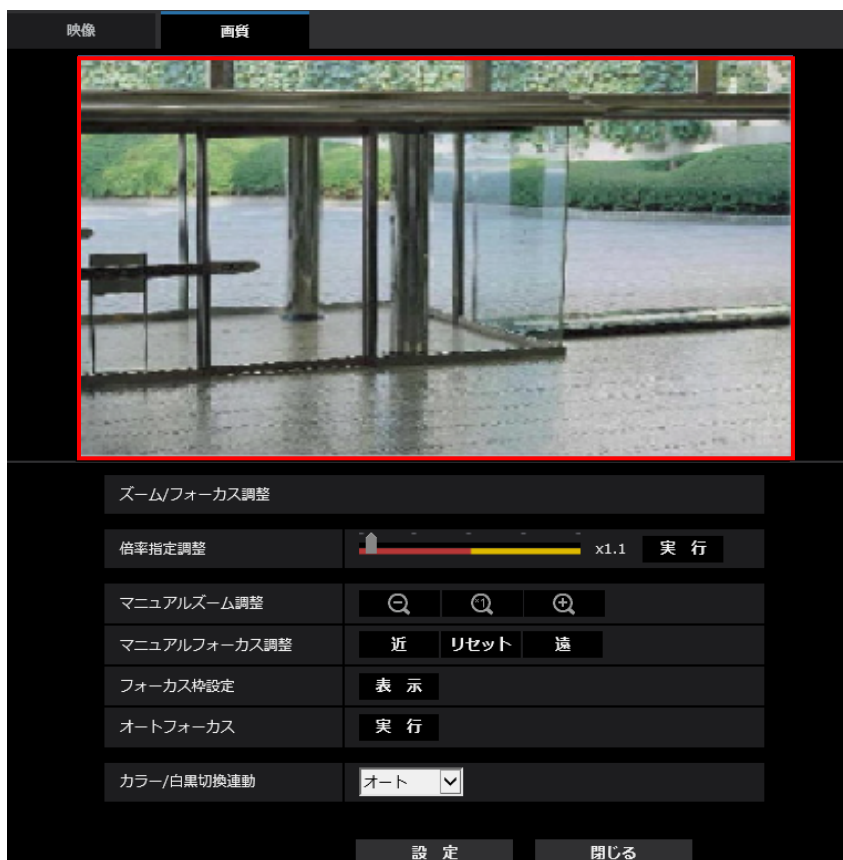 映像 画質
ズーム/フォーカス調整
倍率指定調整 x1.1 実 行
マニュアルズーム調整 ×1
マニュアルフォーカス調整 近 リセット 遠
フォーカス枠設定 表 示
オートフォーカス 実 行
カラー/白黒切換連動 オート
設 定 閉じる